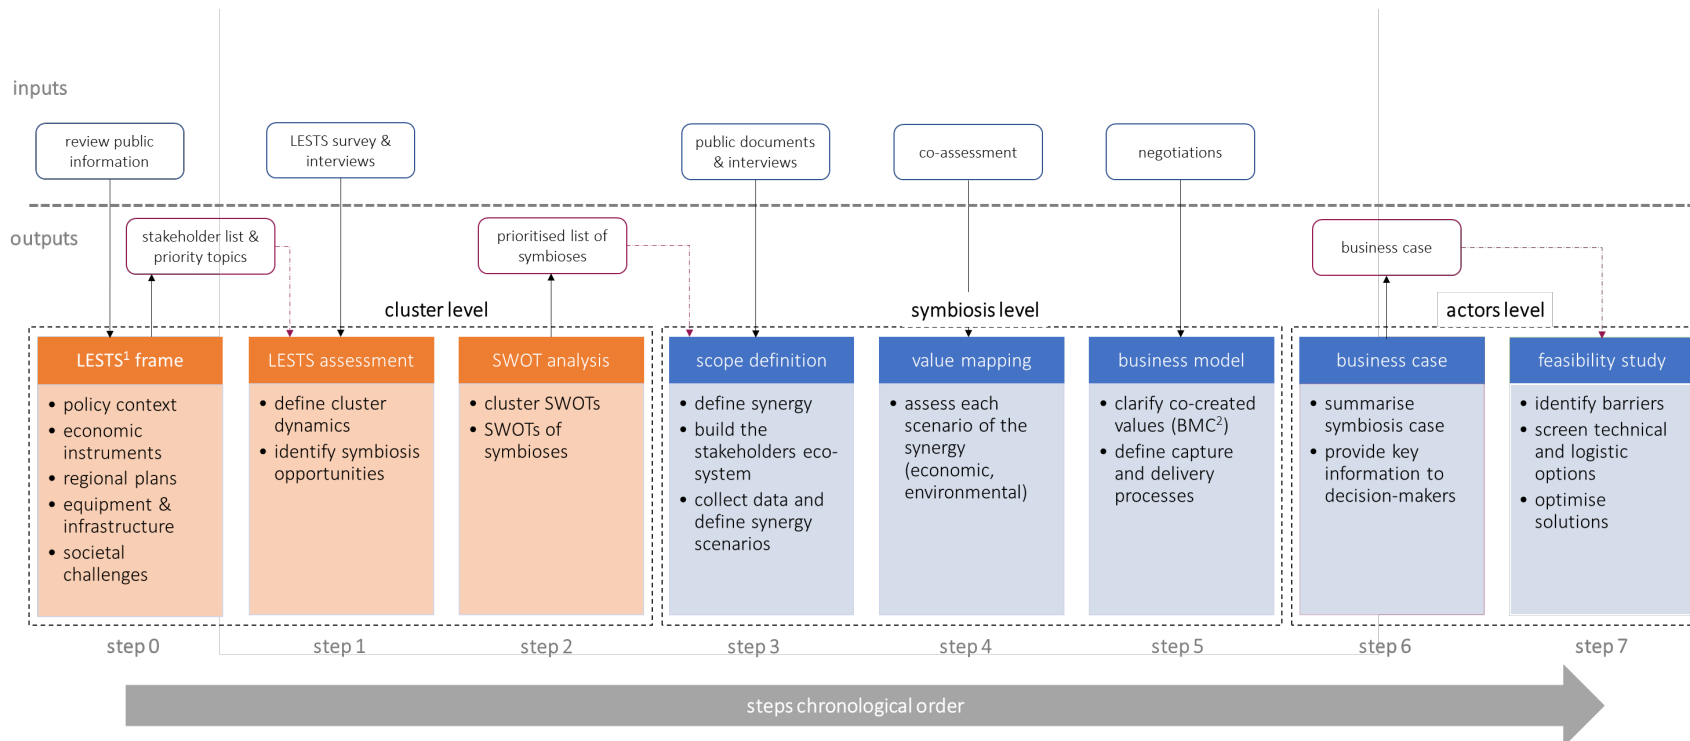 inputs
review public
information
LESTS survey &
interviews
public documents
& interviews
co-assessment
negotiations
outputs
stakeholder list &
priority topics
prioritised list of
symbioses
business case
cluster level
symbiosis level
actors level
LESTS¹ frame
• policy context
• economic
instruments
• regional plans
• equipment &
infrastructure
• societal
challenges
LESTS assessment
• define cluster
dynamics
• identify symbiosis
opportunities
SWOT analysis
• cluster SWOTs
• SWOTs of
symbioses
scope definition
• define synergy
• build the
stakeholders eco-
system
• collect data and
define synergy
scenarios
value mapping
• assess each
scenario of the
synergy
(economic,
environmental)
business model
• clarify co-created
values (BMC²)
• define capture
and delivery
processes
business case
• summarise
symbiosis case
• provide key
information to
decision-makers
feasibility study
• identify barriers
• screen technical
and logistic
options
• optimise
solutions
step 0
step 1
step 2
step 3
step 4
step 5
step 6
step 7
steps chronological order